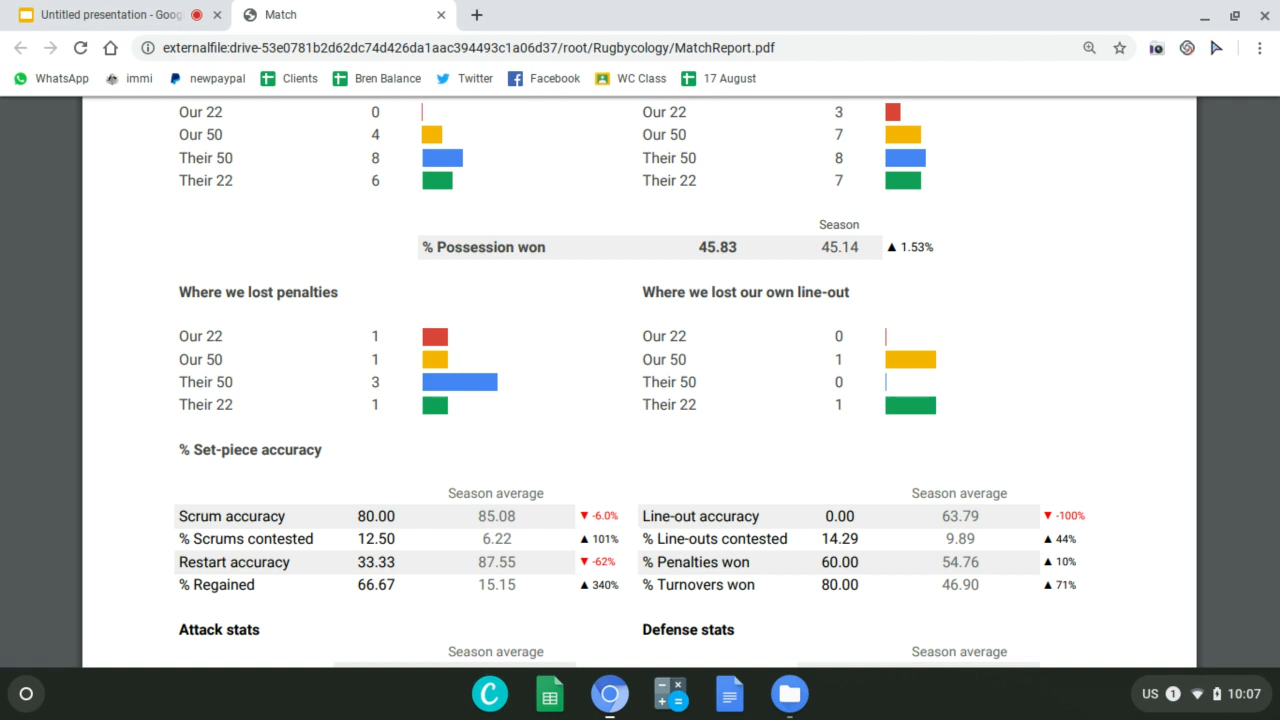 Untitled presentation - Goog
Match
externalfile:drive-53e0781b2d62dc74d426da1aac394493c1a06d37/root/Rugbycology/MatchReport.pdf
WhatsApp immi newpaypal Clients Bren Balance Twitter Facebook WC Class 17 August
Our 22 0 Our 22 3
Our 50 4 Our 50 7
Their 50 8 Their 50 8
Their 22 6 Their 22 7
Season
% Possession won 45.83 45.14 ▲ 1.53%
Where we lost penalties Where we lost our own line-out
Our 22 1 Our 22 0
Our 50 1 Our 50 1
Their 50 3 Their 50 0
Their 22 1 Their 22 1
% Set-piece accuracy
Season average Season average
Scrum accuracy 80.00 85.08 ▼ -6.0% Line-out accuracy 0.00 63.79 ▼ -100%
% Scrums contested 12.50 6.22 ▲ 101% % Line-outs contested 14.29 9.89 ▲ 44%
Restart accuracy 33.33 87.55 ▼ -62% % Penalties won 60.00 54.76 ▲ 10%
% Regained 66.67 15.15 ▲ 340% % Turnovers won 80.00 46.90 ▲ 71%
Attack stats Defense stats
Season average Season average
US 1 10:07